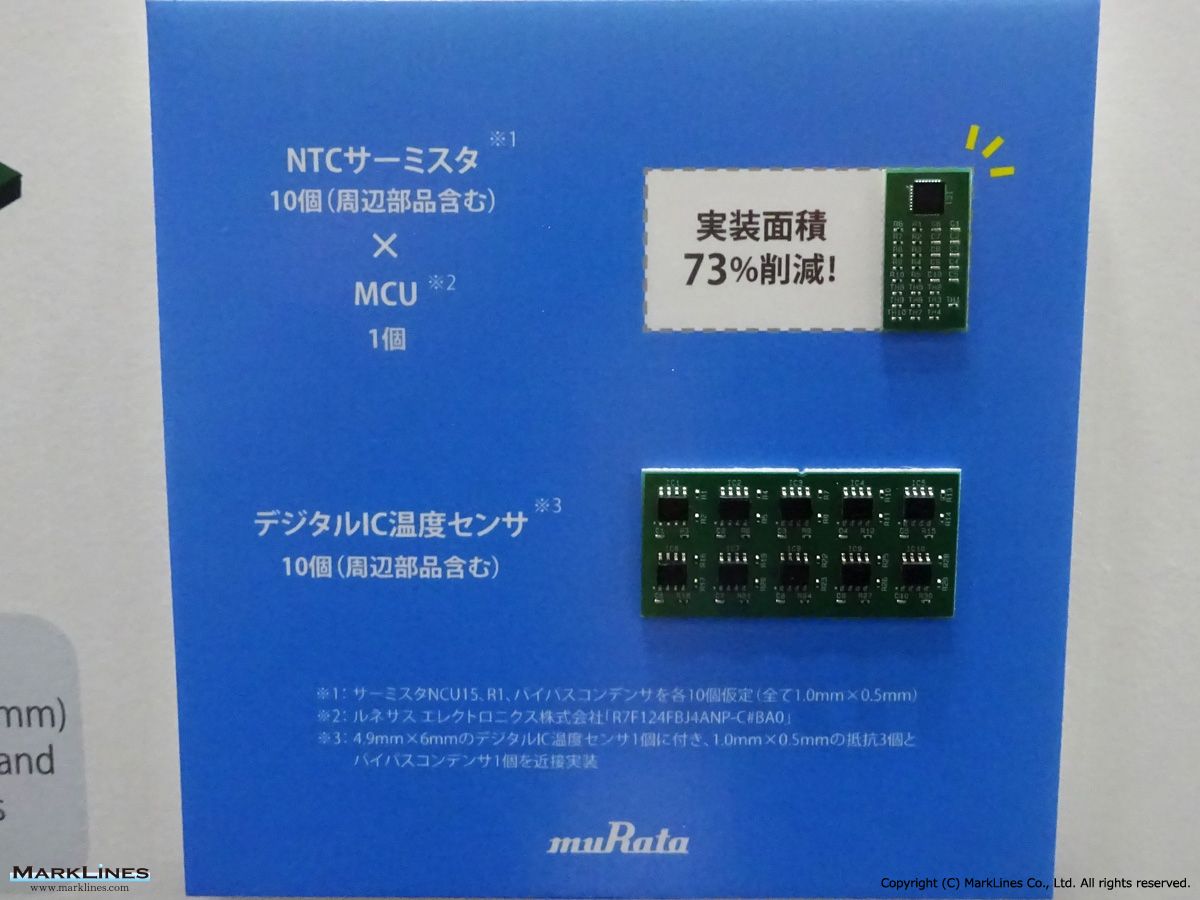 NTCサーミスタ ※1
10個（周辺部品含む）
×
MCU ※2
1個
実装面積
73%削減!
デジタルIC温度センサ ※3
10個（周辺部品含む）
IC1 IC2 IC3 IC4 IC5
※1：サーミスタNCU15、R1、バイパスコンデンサを各10個仮定（全て1.0mm×0.5mm）
※2：ルネサス エレクトロニクス株式会社「R7F124FBJ4ANP-C#BA0」
※3：4.9mm×6mmのデジタルIC温度センサ1個に付き、1.0mm×0.5mmの抵抗3個と
バイパスコンデンサ1個を近接実装
muRata
mm)
and
s
MARKLINES
www.marklines.com
Copyright (C) MarkLines Co., Ltd. All rights reserved.